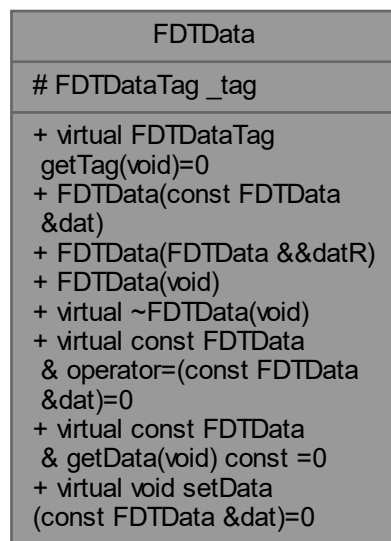 FDTData
# FDTDataTag _tag
+ virtual FDTDataTag
getTag(void)=0
+ FDTData(const FDTData
&dat)
+ FDTData(FDTData &&datR)
+ FDTData(void)
+ virtual ~FDTData(void)
+ virtual const FDTData
& operator=(const FDTData
&dat)=0
+ virtual const FDTData
& getData(void) const =0
+ virtual void setData
(const FDTData &dat)=0